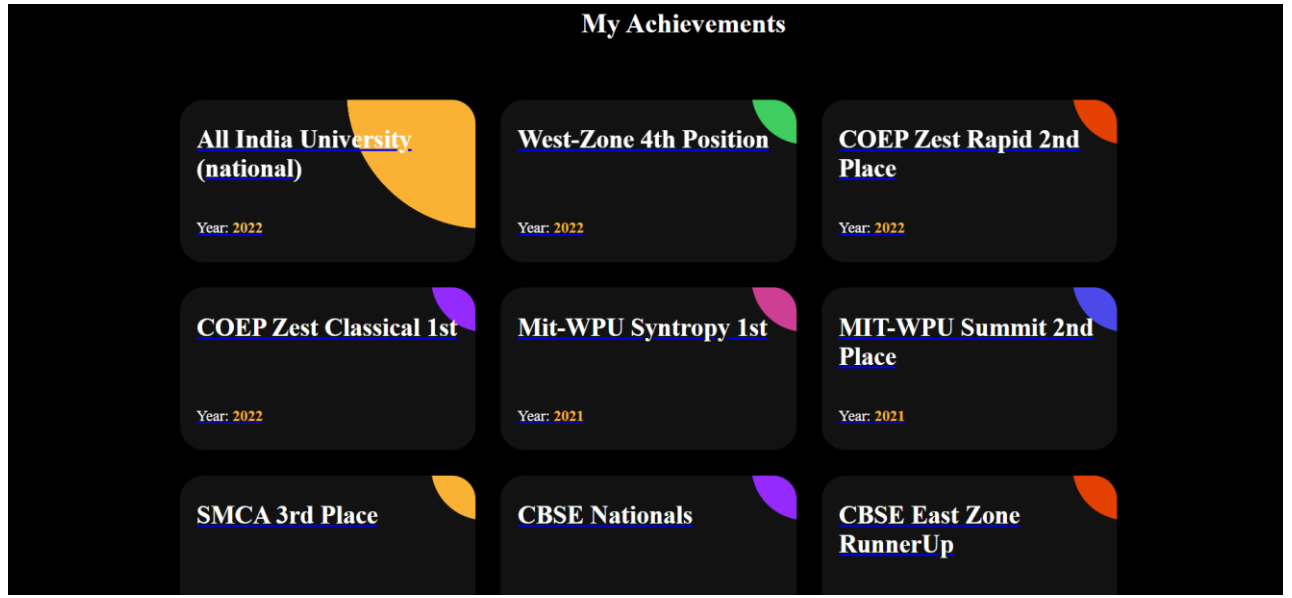 My Achievements
All India University
(national)
Year: 2022
West-Zone 4th Position
Year: 2022
COEP Zest Rapid 2nd
Place
Year: 2022
COEP Zest Classical 1st
Year: 2022
Mit-WPU Syntropy 1st
Year: 2021
MIT-WPU Summit 2nd
Place
Year: 2021
SMCA 3rd Place
CBSE Nationals
CBSE East Zone
RunnerUp